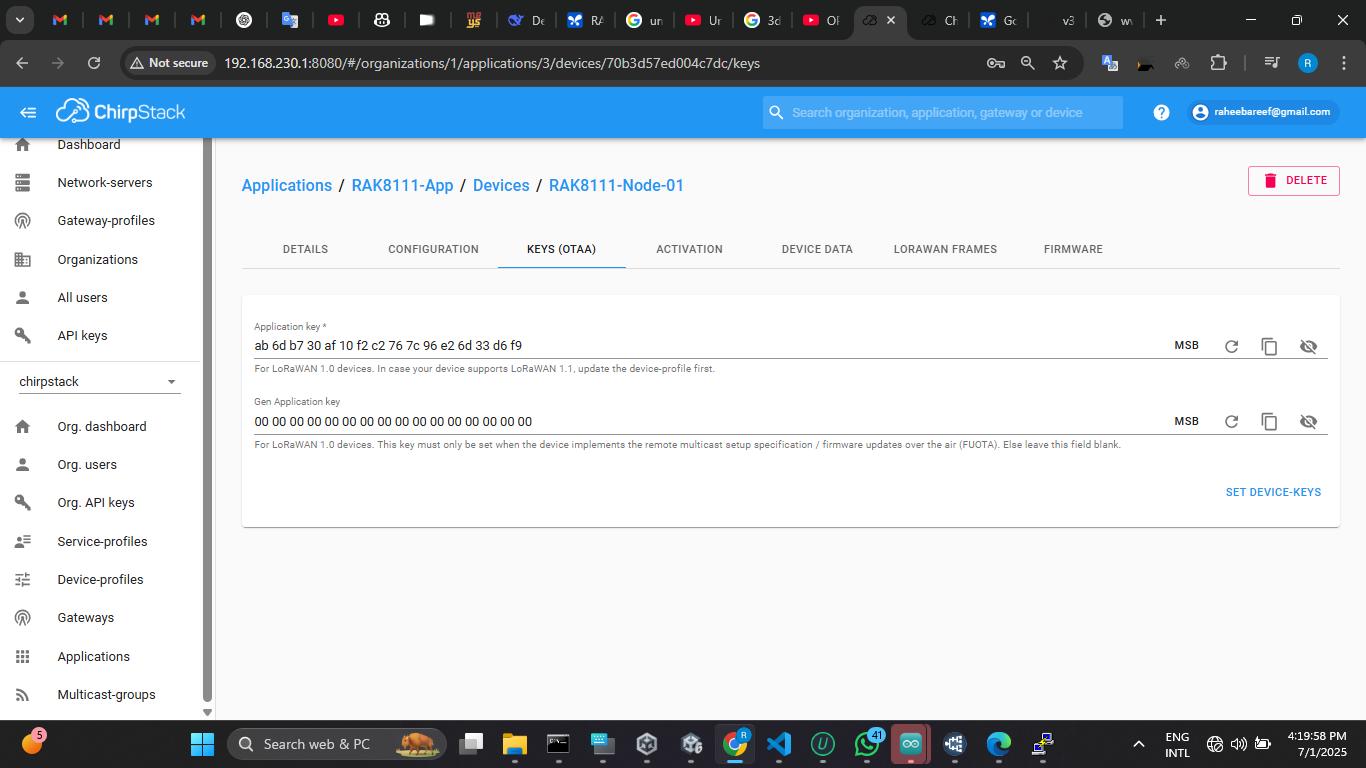 De
RA
un
Ur
3d
Of
Ch
Go
v3
Not secure
192.168.230.1:8080/#/organizations/1/applications/3/devices/70b3d57ed004c7dc/keys
R
ChirpStack
Search organization, application, gateway or device
raheebareef@gmail.com
Dashboard
Network-servers
Gateway-profiles
Organizations
All users
API keys
chirpstack
Org. dashboard
Org. users
Org. API keys
Service-profiles
Device-profiles
Gateways
Applications
Multicast-groups
Applications / RAK8111-App / Devices / RAK8111-Node-01
DELETE
DETAILS
CONFIGURATION
KEYS (OTAA)
ACTIVATION
DEVICE DATA
LORAWAN FRAMES
FIRMWARE
Application key *
ab 6d b7 30 af 10 f2 c2 76 7c 96 e2 6d 33 d6 f9
MSB
For LoRaWAN 1.0 devices. In case your device supports LoRaWAN 1.1, update the device-profile first.
Gen Application key
00 00 00 00 00 00 00 00 00 00 00 00 00 00 00 00
MSB
For LoRaWAN 1.0 devices. This key must only be set when the device implements the remote multicast setup specification / firmware updates over the air (FUOTA). Else leave this field blank.
SET DEVICE-KEYS
5
Search web & PC
R
41
ENG
INTL
4:19:58 PM
7/1/2025